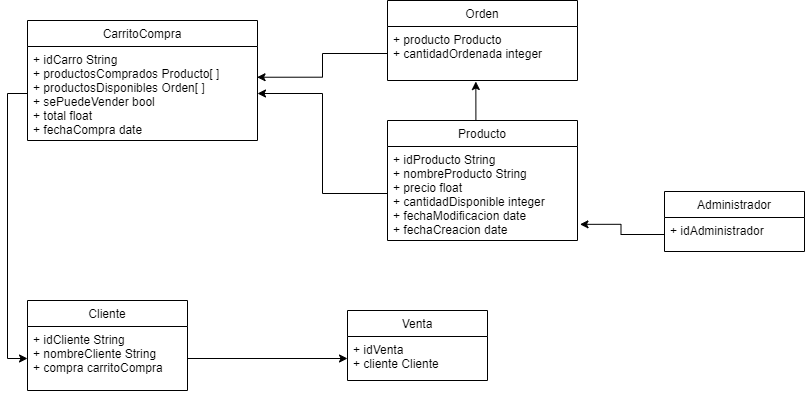 CarritoCompra
+ idCarro String
+ productosComprados Producto[ ]
+ productosDisponibles Orden[ ]
+ sePuedeVender bool
+ total float
+ fechaCompra date
Orden
+ producto Producto
+ cantidadOrdenada integer
Producto
+ idProducto String
+ nombreProducto String
+ precio float
+ cantidadDisponible integer
+ fechaModificacion date
+ fechaCreacion date
Administrador
+ idAdministrador
Cliente
+ idCliente String
+ nombreCliente String
+ compra carritoCompra
Venta
+ idVenta
+ cliente Cliente